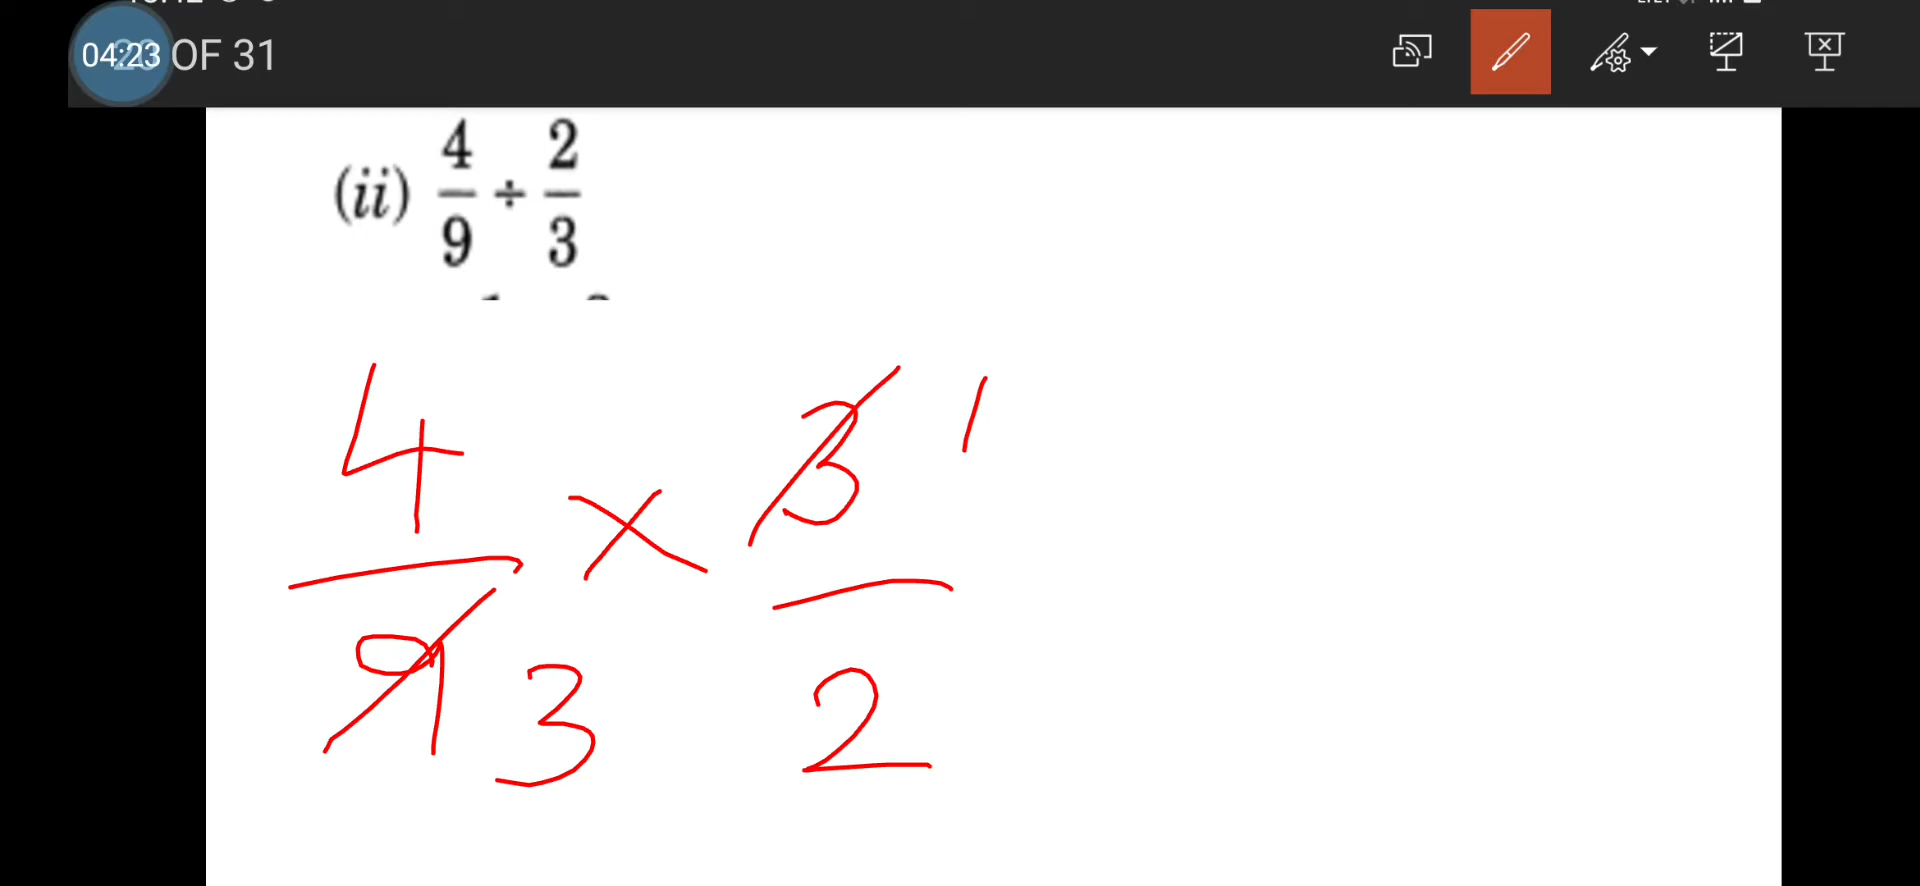 04:23 OF 31
(ii) 4/9 ÷ 2/3
4/9 × 3/2
3
1